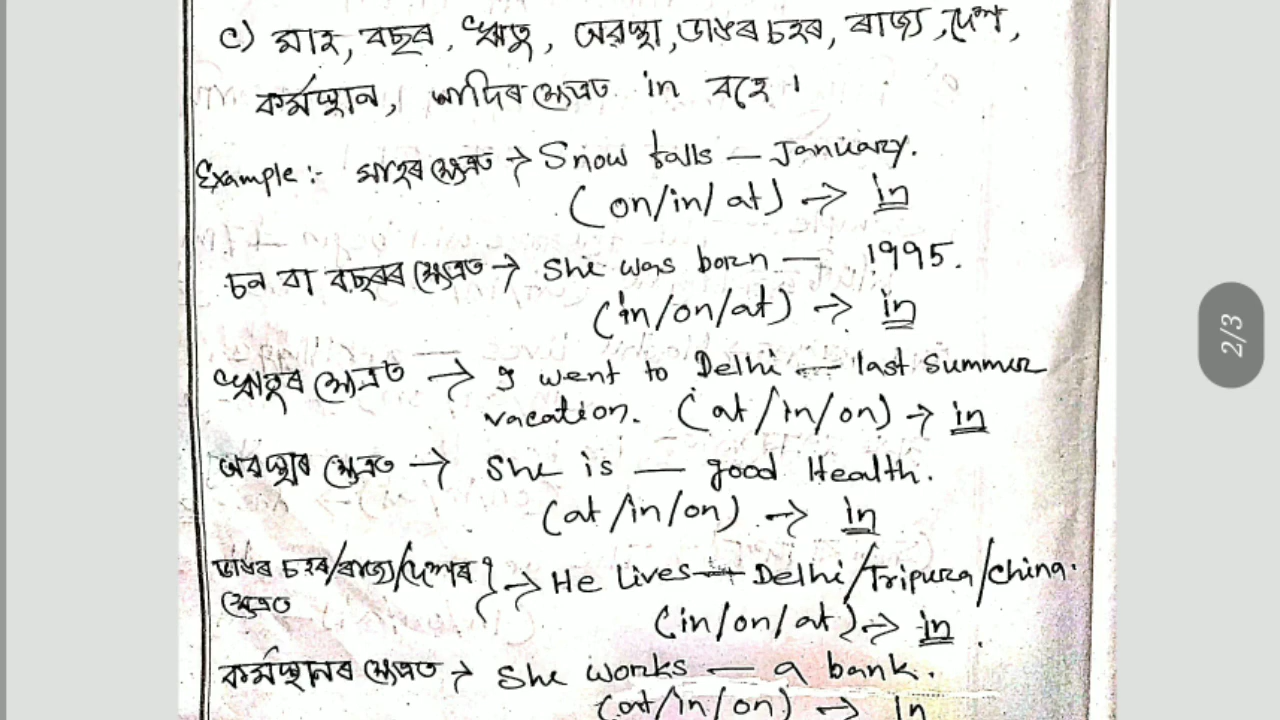 c) মাহ, বছৰ, ঋতু, অৱস্থা, ডাঙৰ চহৰ, ৰাজ্য, দেশ,
কৰ্মস্থান, আদিৰ ক্ষেত্ৰত in বহে।
Example :- মাহৰ ক্ষেত্ৰত → Snow falls — January.
(on/in/at) → in
চন বা বছৰৰ ক্ষেত্ৰত → She was born — 1995.
(in/on/at) → in
ঋতুৰ ক্ষেত্ৰত → I went to Delhi — last summer
vacation. (at/in/on) → in
অৱস্থাৰ ক্ষেত্ৰত → She is — good Health.
(at/in/on) → in
ডাঙৰ চহৰ/ৰাজ্য/দেশৰ } → He Lives — Delhi/Tripura/China.
ক্ষেত্ৰত
(in/on/at) → in
কৰ্মস্থানৰ ক্ষেত্ৰত → She works — a bank.
(at/in/on) → in
2/3